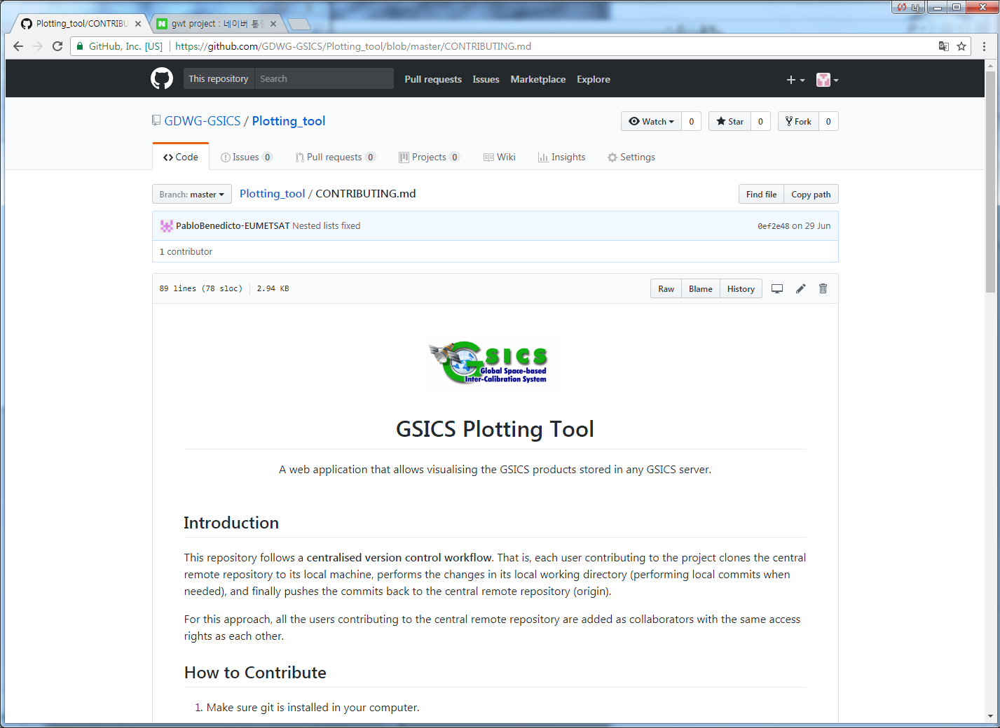 Plotting_tool/CONTRIBU
gwt project : 네이버 통
GitHub, Inc. [US] https://github.com/GDWG-GSICS/Plotting_tool/blob/master/CONTRIBUTING.md
This repository Search Pull requests Issues Marketplace Explore
GDWG-GSICS / Plotting_tool
Watch 0 Star 0 Fork 0
Code Issues 0 Pull requests 0 Projects 0 Wiki Insights Settings
Branch: master Plotting_tool / CONTRIBUTING.md Find file Copy path
PabloBenedicto-EUMETSAT Nested lists fixed 0ef2e48 on 29 Jun
1 contributor
89 lines (78 sloc) 2.94 KB Raw Blame History
GSICS
Global Space-based
Inter-Calibration System
GSICS Plotting Tool
A web application that allows visualising the GSICS products stored in any GSICS server.
Introduction
This repository follows a centralised version control workflow. That is, each user contributing to the project clones the central
remote repository to its local machine, performs the changes in its local working directory (performing local commits when
needed), and finally pushes the commits back to the central remote repository (origin).
For this approach, all the users contributing to the central remote repository are added as collaborators with the same access
rights as each other.
How to Contribute
1. Make sure git is installed in your computer.